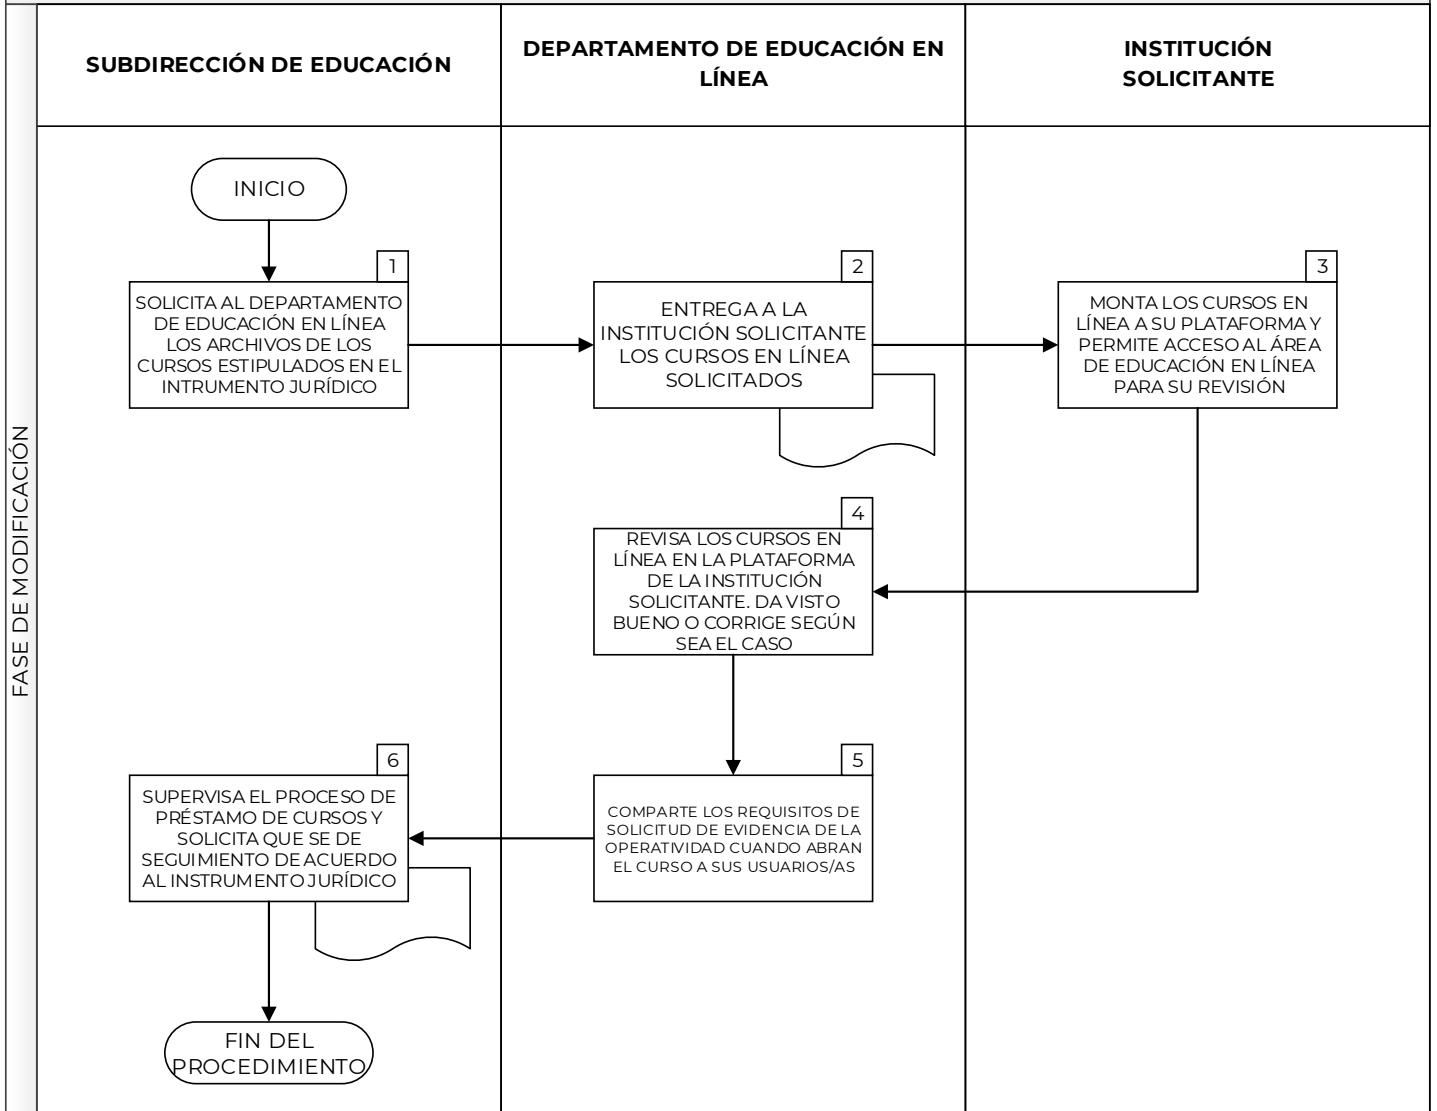 SUBDIRECCIÓN DE EDUCACIÓN
DEPARTAMENTO DE EDUCACIÓN EN
LÍNEA
INSTITUCIÓN
SOLICITANTE
FASE DE MODIFICACIÓN
INICIO
1
SOLICITA AL DEPARTAMENTO
DE EDUCACIÓN EN LÍNEA
LOS ARCHIVOS DE LOS
CURSOS ESTIPULADOS EN EL
INTRUMENTO JURÍDICO
2
ENTREGA A LA
INSTITUCIÓN SOLICITANTE
LOS CURSOS EN LÍNEA
SOLICITADOS
3
MONTA LOS CURSOS EN
LÍNEA A SU PLATAFORMA Y
PERMITE ACCESO AL ÁREA
DE EDUCACIÓN EN LÍNEA
PARA SU REVISIÓN
4
REVISA LOS CURSOS EN
LÍNEA EN LA PLATAFORMA
DE LA INSTITUCIÓN
SOLICITANTE. DA VISTO
BUENO O CORRIGE SEGÚN
SEA EL CASO
5
COMPARTE LOS REQUISITOS DE
SOLICITUD DE EVIDENCIA DE LA
OPERATIVIDAD CUANDO ABRAN
EL CURSO A SUS USUARIOS/AS
6
SUPERVISA EL PROCESO DE
PRÉSTAMO DE CURSOS Y
SOLICITA QUE SE DE
SEGUIMIENTO DE ACUERDO
AL INSTRUMENTO JURÍDICO
FIN DEL
PROCEDIMIENTO